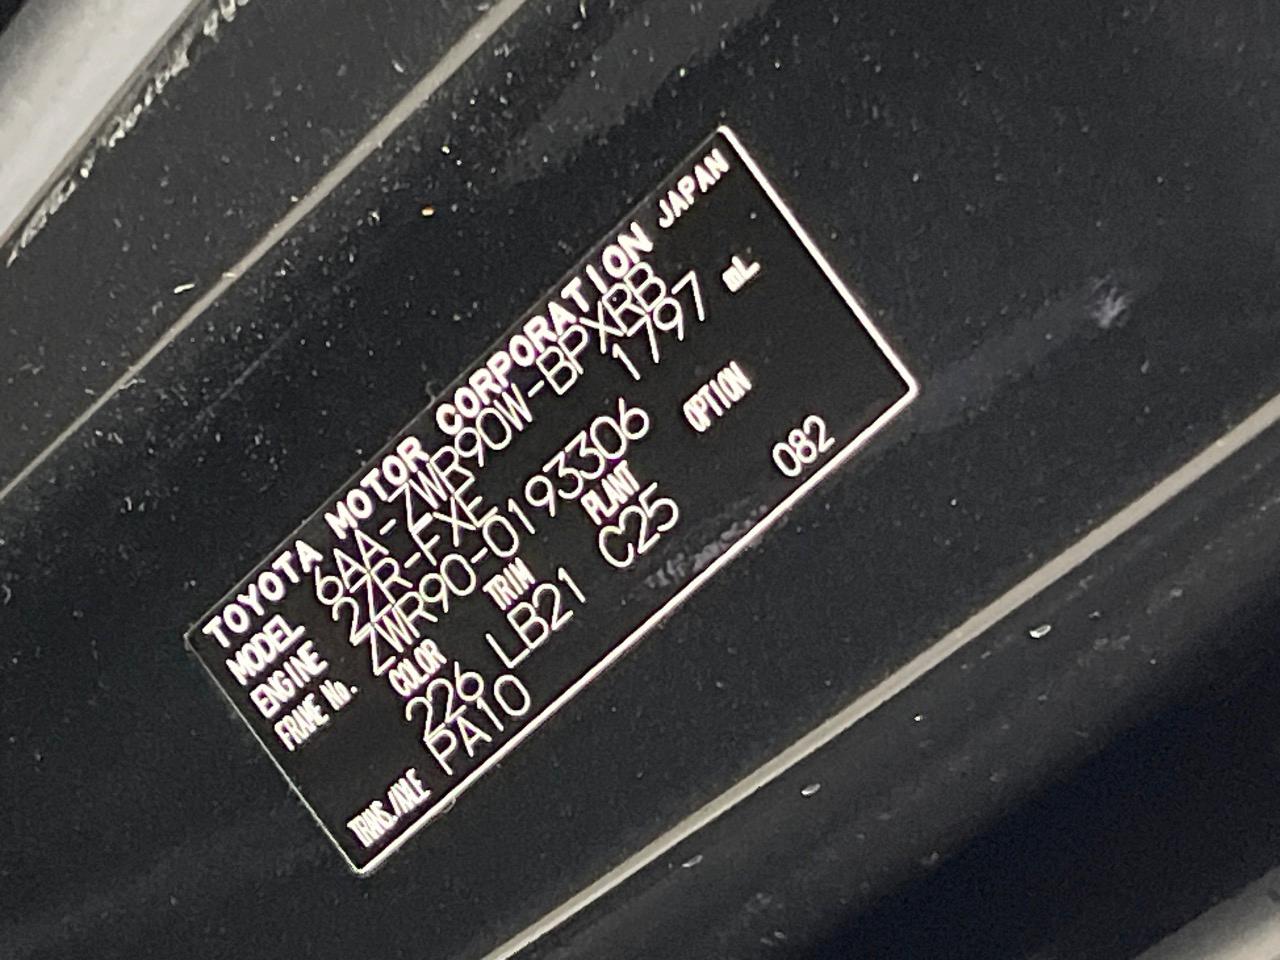 TOYOTA MOTOR CORPORATION JAPAN
MODEL 6AA-ZWR90W-BPXRB
ENGINE 2ZR-FXE 1797 mL
FRAME No. ZWR90-0193306
COLOR TRIM PLANT OPTION
226 LB21 C25 082
TRANS./AXLE PA10